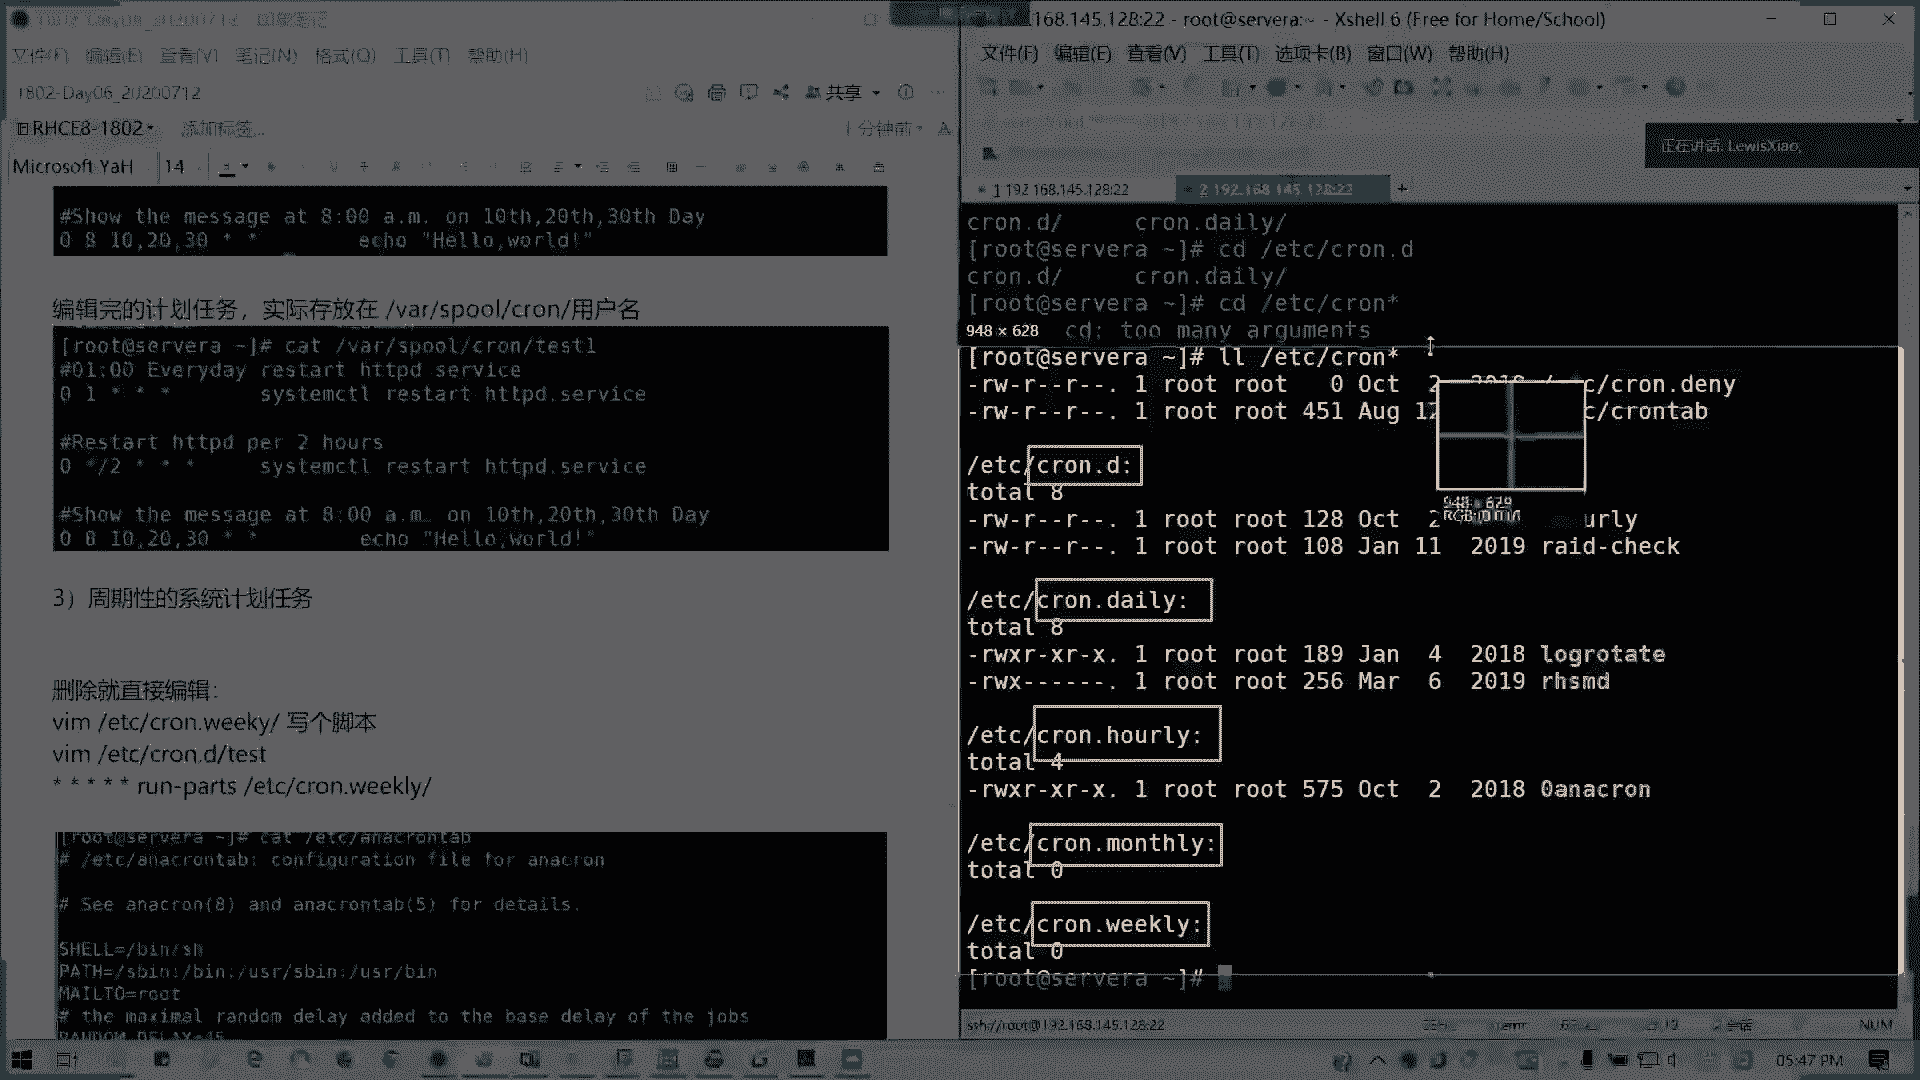 文件(F) 编辑(E) 查看(V) 笔记(N) 格式(O) 工具(T) 帮助(H)
1802-Day06_20200712
共享
RHCE8-1802
添加标签...
分钟前
Microsoft YaH 14
#Show the message at 8:00 a.m. on 10th,20th,30th Day
0 8 10,20,30 * * echo "Hello,world!"
编辑完的计划任务，实际存放在 /var/spool/cron/用户名
[root@servera ~]# cat /var/spool/cron/test1
#01:00 Everyday restart httpd service
0 1 * * * systemctl restart httpd.service
#Restart httpd per 2 hours
0 */2 * * * systemctl restart httpd.service
#Show the message at 8:00 a.m. on 10th,20th,30th Day
0 8 10,20,30 * * echo "Hello,world!"
3）周期性的系统计划任务
删除就直接编辑：
vim /etc/cron.weeky/ 写个脚本
vim /etc/cron.d/test
* * * * * run-parts /etc/cron.weekly/
[root@servera ~]# cat /etc/anacrontab
# /etc/anacrontab: configuration file for anacron
# See anacron(8) and anacrontab(5) for details.
SHELL=/bin/sh
PATH=/sbin:/bin:/usr/sbin:/usr/bin
MAILTO=root
# the maximal random delay added to the base delay of the jobs
168.145.128:22 - root@servera:~ - Xshell 6 (Free for Home/School)
文件(F) 编辑(E) 查看(V) 工具(T) 选项卡(B) 窗口(W) 帮助(H)
正在讲话: LewisXiao;
1 192.168.145.128:22
2 192.168.145.128:22
cron.d/ cron.daily/
[root@servera ~]# cd /etc/cron.d
cron.d/ cron.daily/
[root@servera ~]# cd /etc/cron*
948 × 628 cd: too many arguments
[root@servera ~]# ll /etc/cron*
-rw-r--r--. 1 root root 0 Oct 2 c/cron.deny
-rw-r--r--. 1 root root 451 Aug 12 c/crontab
/etc/cron.d:
total 8
-rw-r--r--. 1 root root 128 Oct 2 urly
-rw-r--r--. 1 root root 108 Jan 11 2019 raid-check
/etc/cron.daily:
total 8
-rwxr-xr-x. 1 root root 189 Jan 4 2018 logrotate
-rwx------. 1 root root 256 Mar 6 2019 rhsmd
/etc/cron.hourly:
total 4
-rwxr-xr-x. 1 root root 575 Oct 2 2018 0anacron
/etc/cron.monthly:
total 0
/etc/cron.weekly:
total 0
[root@servera ~]#
ssh://root@192.168.145.128:22
NUM
05:47 PM